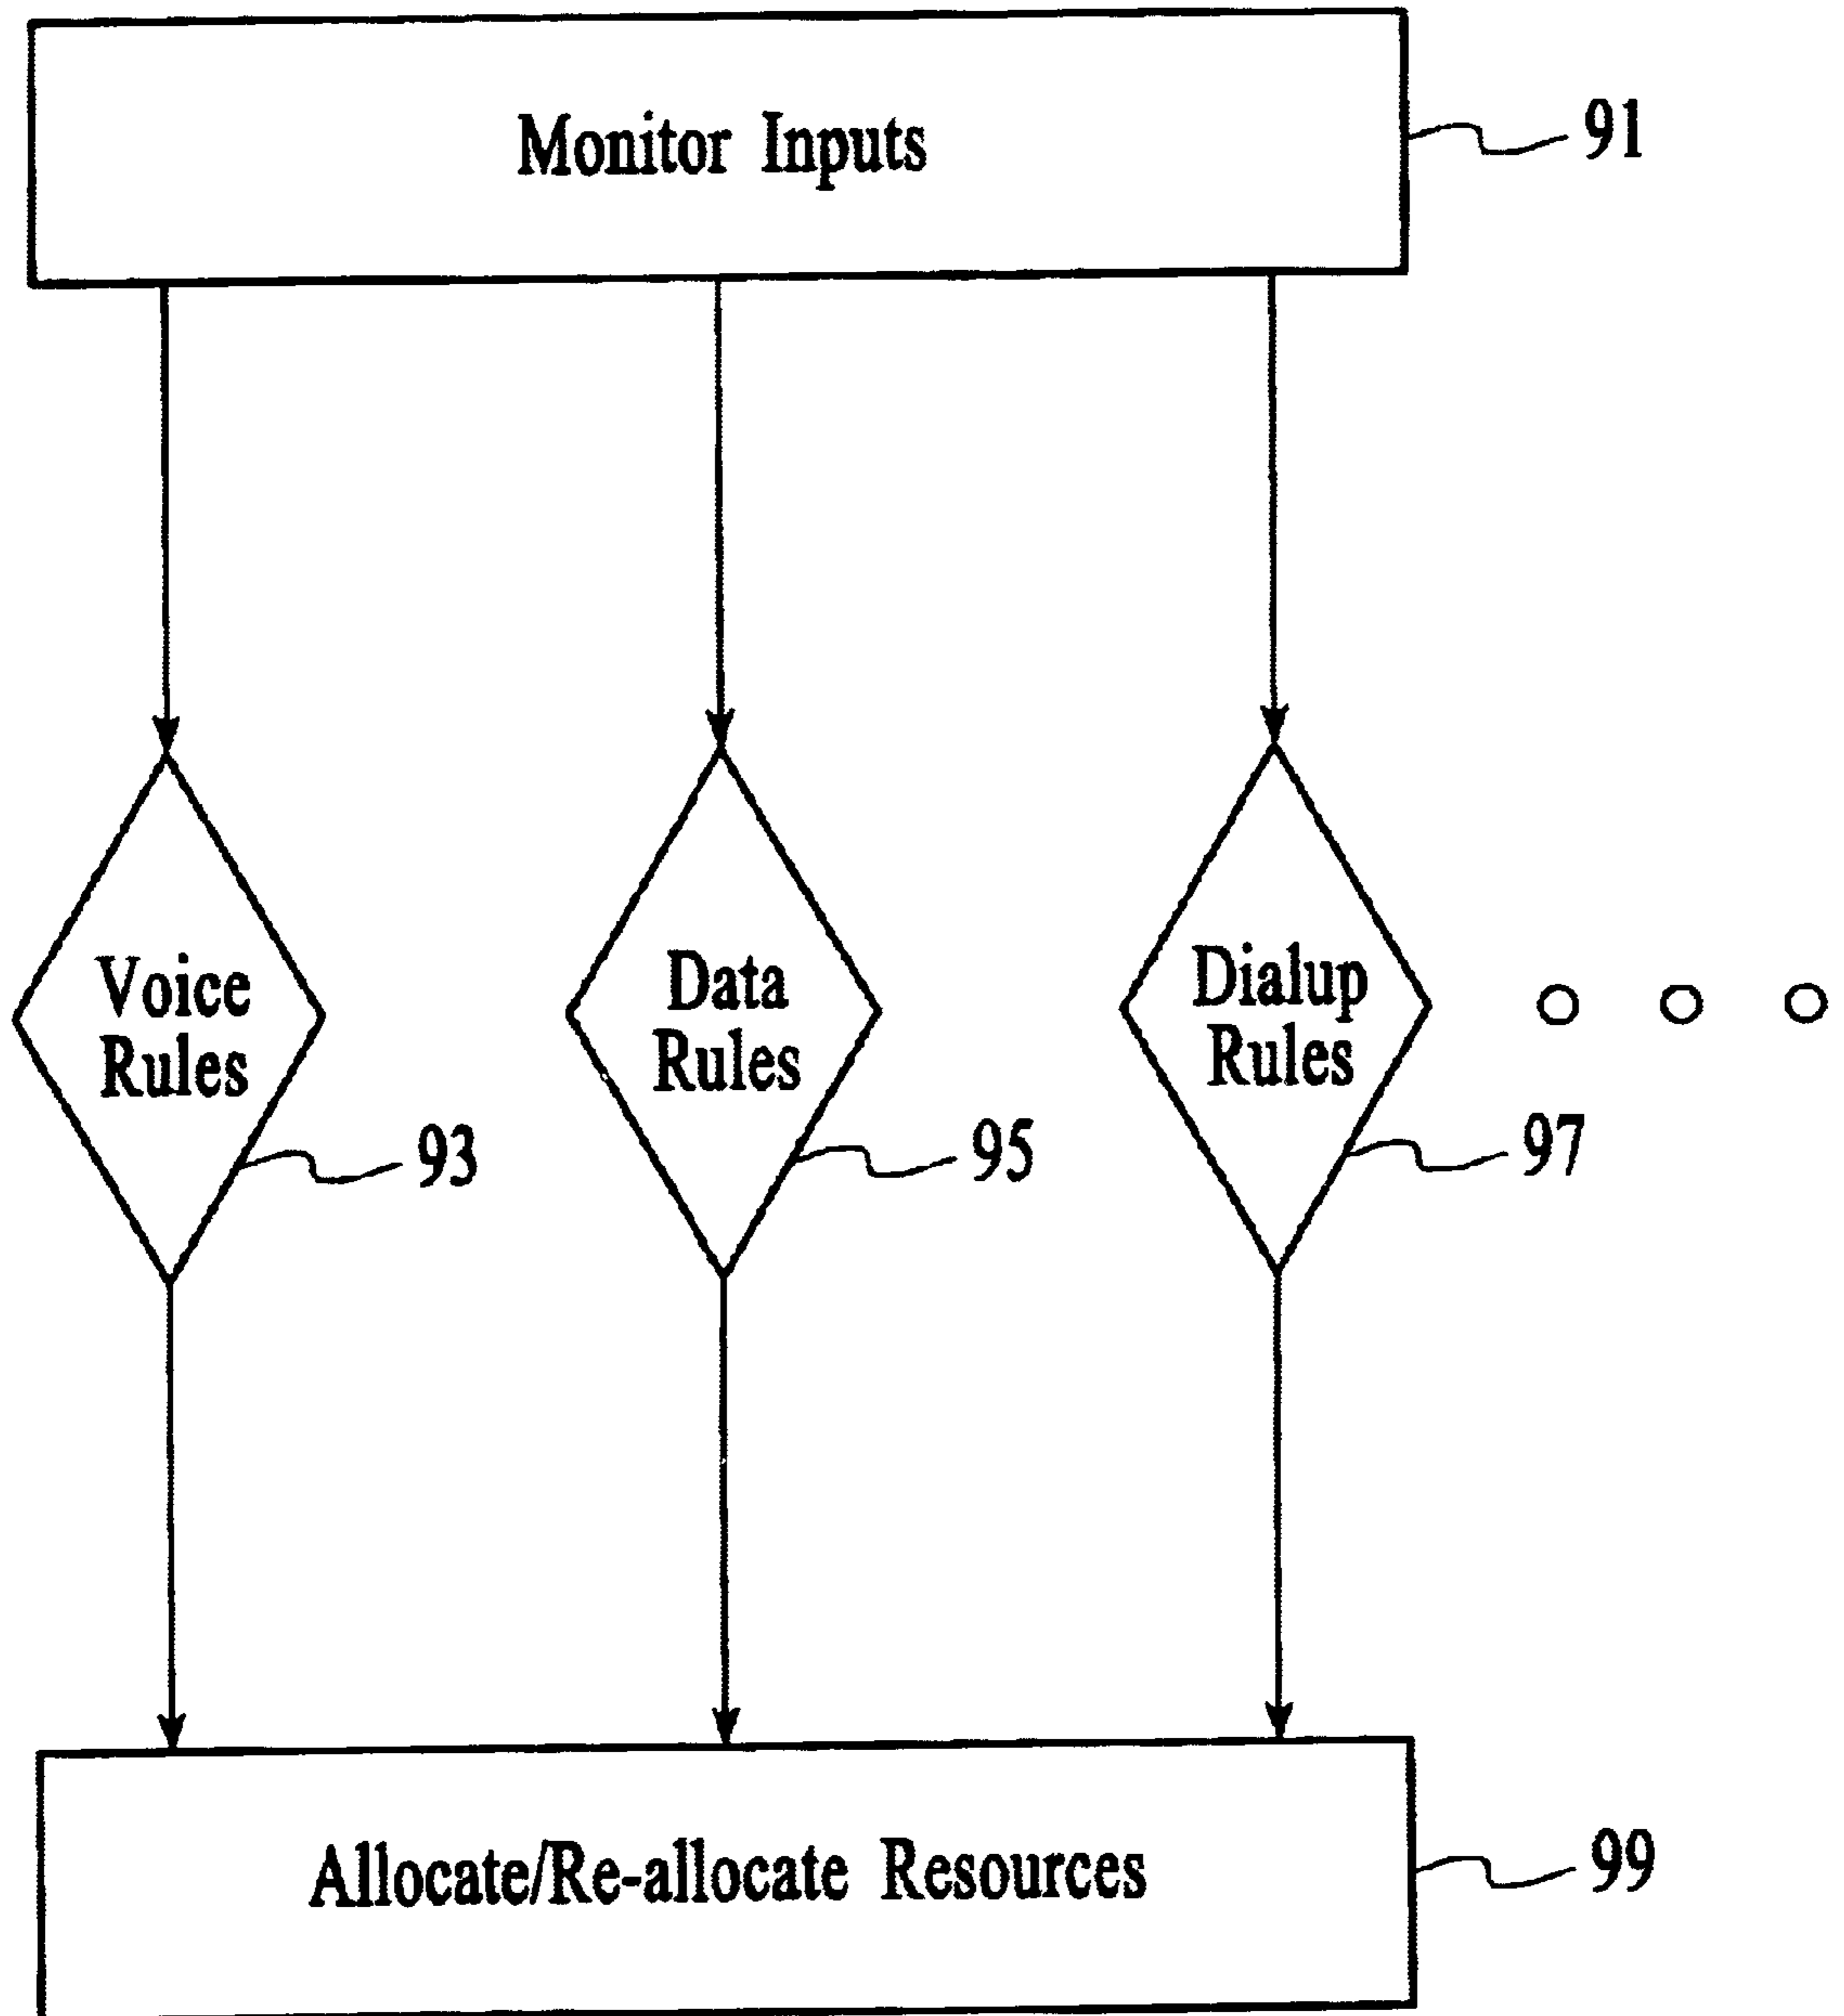 Monitor Inputs
91
Voice
Rules
93
Data
Rules
95
Dialup
Rules
97
Allocate/Re-allocate Resources
99